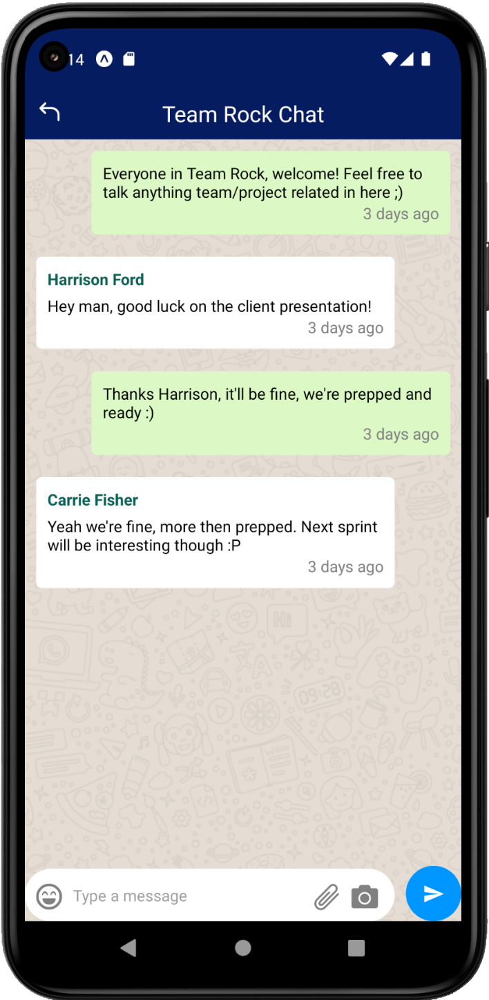 14
Team Rock Chat
Everyone in Team Rock, welcome! Feel free to
talk anything team/project related in here ;)
3 days ago
Harrison Ford
Hey man, good luck on the client presentation!
3 days ago
Thanks Harrison, it'll be fine, we're prepped and
ready :)
3 days ago
Carrie Fisher
Yeah we're fine, more then prepped. Next sprint
will be interesting though :P
3 days ago
Hi
09:28
Type a message